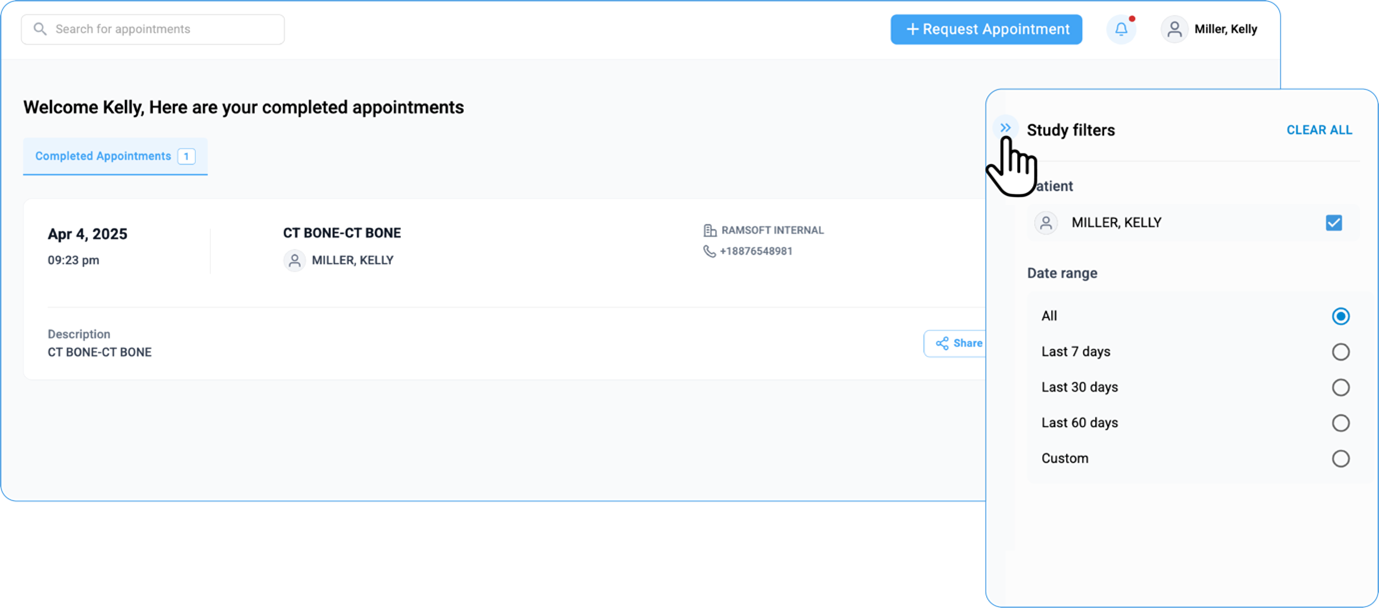 Search for appointments
+ Request Appointment
Miller, Kelly
Welcome Kelly, Here are your completed appointments
Completed Appointments 1
Apr 4, 2025
09:23 pm
CT BONE-CT BONE
MILLER, KELLY
RAMSOFT INTERNAL
+18876548981
Description
CT BONE-CT BONE
Share
Study filters
CLEAR ALL
atient
MILLER, KELLY
Date range
All
Last 7 days
Last 30 days
Last 60 days
Custom